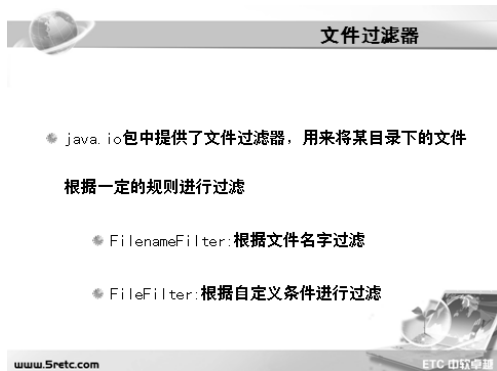 文件过滤器
java.io包中提供了文件过滤器，用来将某目录下的文件
根据一定的规则进行过滤
FilenameFilter:根据文件名字过滤
FileFilter:根据自定义条件进行过滤
www.5retc.com
ETC 中软卓越